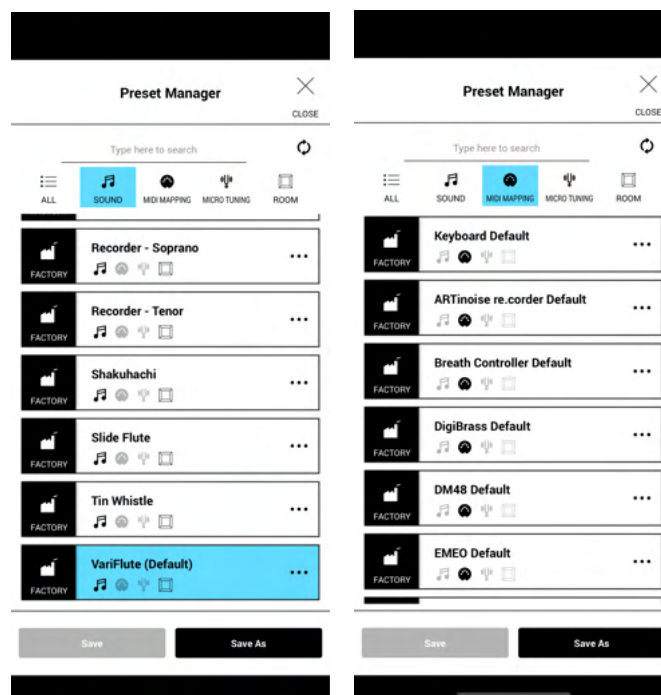 Preset Manager
CLOSE
Type here to search
ALL
SOUND
MIDI MAPPING
MICRO TUNING
ROOM
Recorder - Soprano
FACTORY
Recorder - Tenor
FACTORY
Shakuhachi
FACTORY
Slide Flute
FACTORY
Tin Whistle
FACTORY
VariFlute (Default)
FACTORY
Save
Save As
Preset Manager
CLOSE
Type here to search
ALL
SOUND
MIDI MAPPING
MICRO TUNING
ROOM
Keyboard Default
FACTORY
ARTinoise re.corder Default
FACTORY
Breath Controller Default
FACTORY
DigiBrass Default
FACTORY
DM48 Default
FACTORY
EMEO Default
FACTORY
Save
Save As